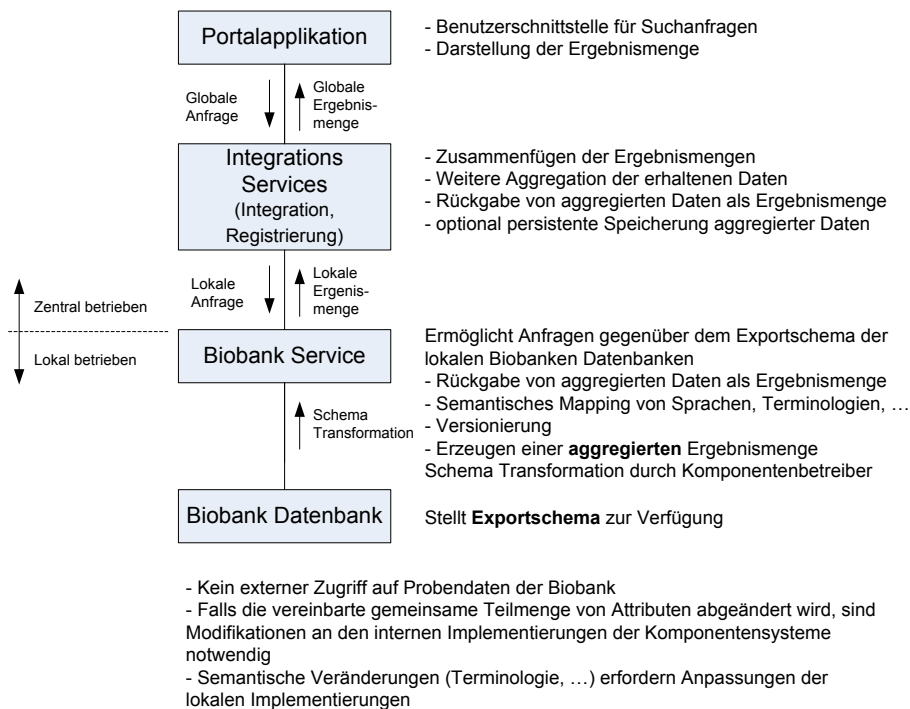 Portalapplikation
- Benutzerschnittstelle für Suchanfragen
- Darstellung der Ergebnismenge
Globale
Anfrage
Globale
Ergebnis-
menge
Integrations
Services
(Integration,
Registrierung)
- Zusammenfügen der Ergebnismengen
- Weitere Aggregation der erhaltenen Daten
- Rückgabe von aggregierten Daten als Ergebnismenge
- optional persistente Speicherung aggregierter Daten
Lokale
Anfrage
Lokale
Ergenis-
menge
Zentral betrieben
Lokal betrieben
Biobank Service
Ermöglicht Anfragen gegenüber dem Exportschema der
lokalen Biobanken Datenbanken
- Rückgabe von aggregierten Daten als Ergebnismenge
- Semantisches Mapping von Sprachen, Terminologien, …
- Versionierung
- Erzeugen einer aggregierten Ergebnismenge
Schema Transformation durch Komponentenbetreiber
Schema
Transformation
Biobank Datenbank
Stellt Exportschema zur Verfügung
- Kein externer Zugriff auf Probendaten der Biobank
- Falls die vereinbarte gemeinsame Teilmenge von Attributen abgeändert wird, sind
Modifikationen an den internen Implementierungen der Komponentensysteme
notwendig
- Semantische Veränderungen (Terminologie, …) erfordern Anpassungen der
lokalen Implementierungen